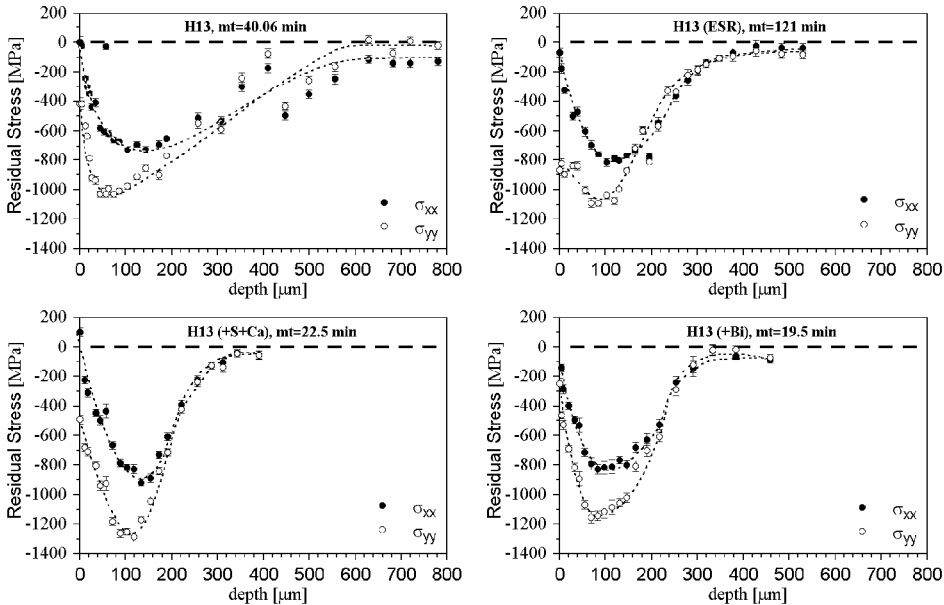 H13, mt=40.06 min
Residual Stress [MPa]
200
0
-200
-400
-600
-800
-1000
-1200
-1400
σxx
σyy
0 100 200 300 400 500 600 700 800
depth [μm]
H13 (ESR), mt=121 min
Residual Stress [MPa]
200
0
-200
-400
-600
-800
-1000
-1200
-1400
σxx
σyy
0 100 200 300 400 500 600 700 800
depth [μm]
H13 (+S+Ca), mt=22.5 min
Residual Stress [MPa]
200
0
-200
-400
-600
-800
-1000
-1200
-1400
σxx
σyy
0 100 200 300 400 500 600 700 800
depth [μm]
H13 (+Bi), mt=19.5 min
Residual Stress [MPa]
200
0
-200
-400
-600
-800
-1000
-1200
-1400
σxx
σyy
0 100 200 300 400 500 600 700 800
depth [μm]